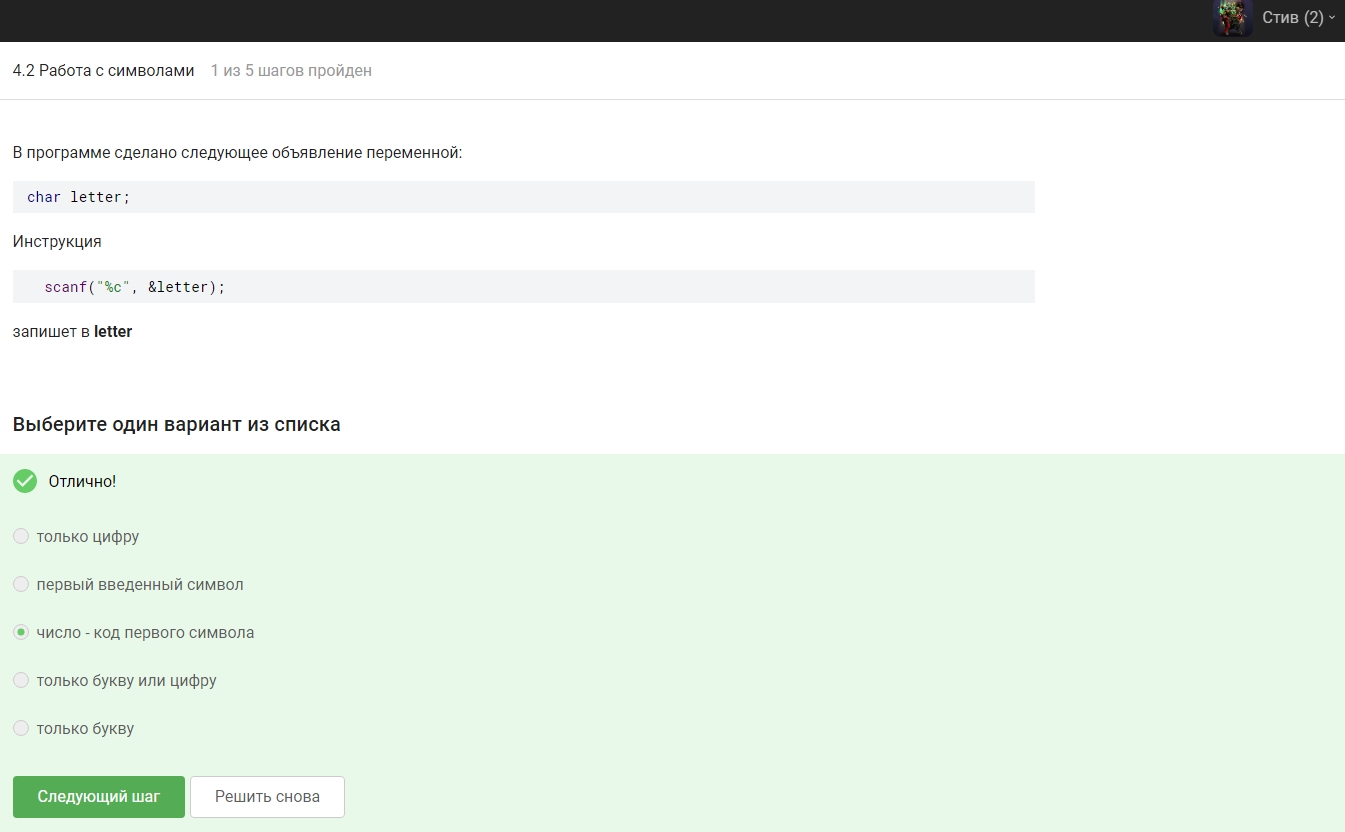 Стив (2)
4.2 Работа с символами 1 из 5 шагов пройден
В программе сделано следующее объявление переменной:
char letter;
Инструкция
scanf("%c", &letter);
запишет в letter
Выберите один вариант из списка
Отлично!
только цифру
первый введенный символ
число - код первого символа
только букву или цифру
только букву
Следующий шаг Решить снова